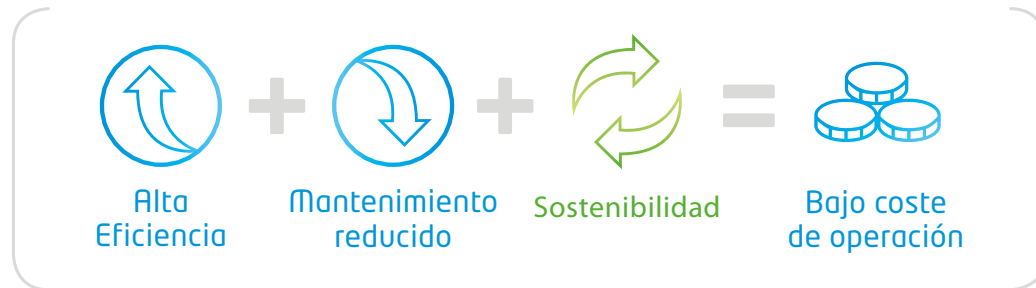 Alta
Eficiencia
Mantenimiento
reducido
Sostenibilidad
Bajo coste
de operación